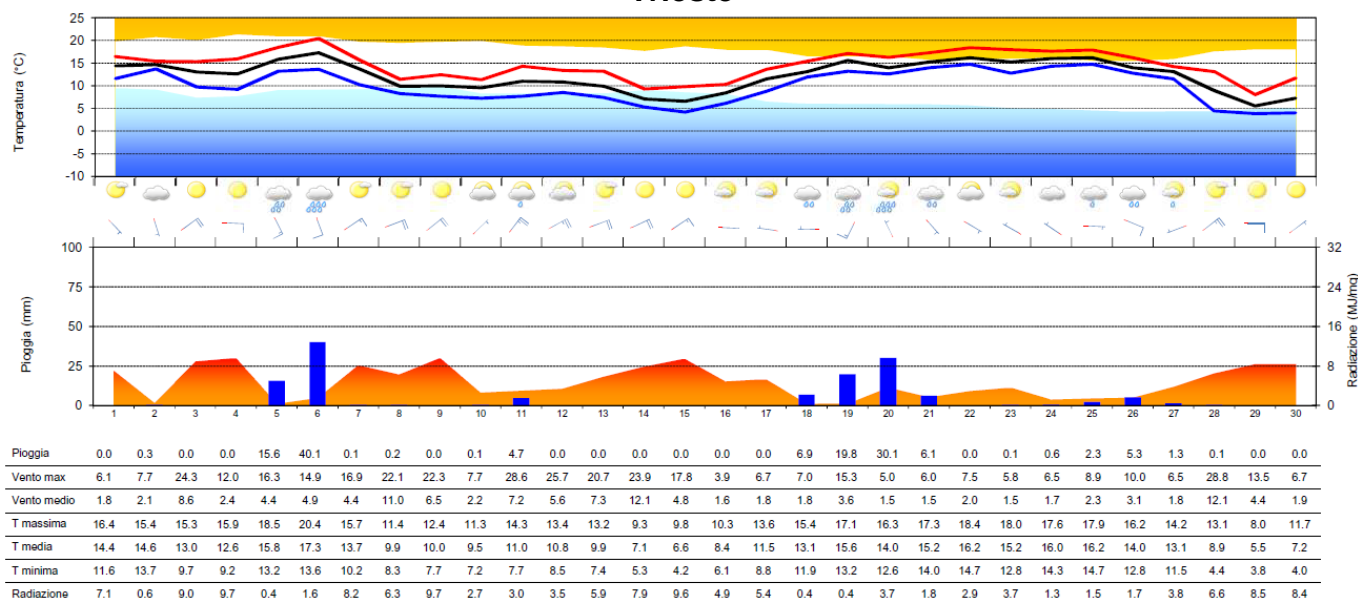 Trieste
Temperatura (°C)
25
20
15
10
5
0
-5
-10
Pioggia (mm)
100
75
50
25
0
32
24
16
8
0
Radiazione (MJ/mq)
1 2 3 4 5 6 7 8 9 10 11 12 13 14 15 16 17 18 19 20 21 22 23 24 25 26 27 28 29 30
Pioggia 0.0 0.3 0.0 0.0 15.6 40.1 0.1 0.2 0.0 0.1 4.7 0.0 0.0 0.0 0.0 0.0 0.0 6.9 19.8 30.1 6.1 0.0 0.1 0.6 2.3 5.3 1.3 0.1 0.0 0.0
Vento max 6.1 7.7 24.3 12.0 16.3 14.9 16.9 22.1 22.3 7.7 28.6 25.7 20.7 23.9 17.8 3.9 6.7 7.0 15.3 5.0 6.0 7.5 5.8 6.5 8.9 10.0 6.5 28.8 13.5 6.7
Vento medio 1.8 2.1 8.6 2.4 4.4 4.9 4.4 11.0 6.5 2.2 7.2 5.6 7.3 12.1 4.8 1.6 1.8 1.8 3.6 1.5 1.5 2.0 1.5 1.7 2.3 3.1 1.8 12.1 4.4 1.9
T massima 16.4 15.4 15.3 15.9 18.5 20.4 15.7 11.4 12.4 11.3 14.3 13.4 13.2 9.3 9.8 10.3 13.6 15.4 17.1 16.3 17.3 18.4 18.0 17.6 17.9 16.2 14.2 13.1 8.0 11.7
T media 14.4 14.6 13.0 12.6 15.8 17.3 13.7 9.9 10.0 9.5 11.0 10.8 9.9 7.1 6.6 8.4 11.5 13.1 15.6 14.0 15.2 16.2 15.2 16.0 16.2 14.0 13.1 8.9 5.5 7.2
T minima 11.6 13.7 9.7 9.2 13.2 13.6 10.2 8.3 7.7 7.2 7.7 8.5 7.4 5.3 4.2 6.1 8.8 11.9 13.2 12.6 14.0 14.7 12.8 14.3 14.7 12.8 11.5 4.4 3.8 4.0
Radiazione 7.1 0.6 9.0 9.7 0.4 1.6 8.2 6.3 9.7 2.7 3.0 3.5 5.9 7.9 9.6 4.9 5.4 0.4 0.4 3.7 1.8 2.9 3.7 1.3 1.5 1.7 3.8 6.6 8.5 8.4